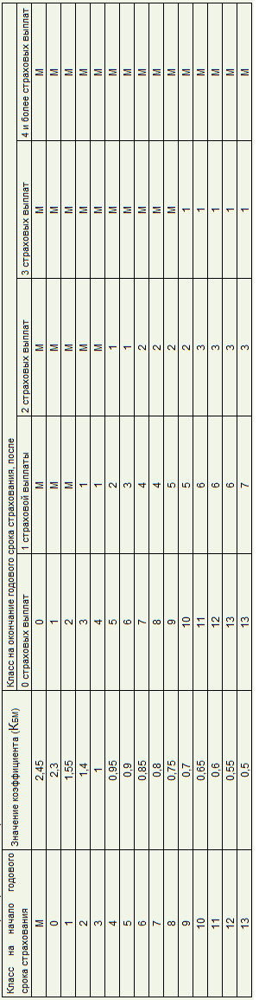 Класс на начало годового срока страхования Значение коэффициента (КБМ) Класс на окончание годового срока страхования, после
0 страховых выплат 1 страховой выплаты 2 страховых выплат 3 страховых выплат 4 и более страховых выплат
М 2,45 0 М М М М
0 2,3 1 М М М М
1 1,55 2 М М М М
2 1,4 3 1 М М М
3 1 4 1 М М М
4 0,95 5 2 1 М М
5 0,9 6 3 1 М М
6 0,85 7 4 2 М М
7 0,8 8 4 2 М М
8 0,75 9 5 2 М М
9 0,7 10 5 2 1 М
10 0,65 11 6 3 1 М
11 0,6 12 6 3 1 М
12 0,55 13 6 3 1 М
13 0,5 13 7 3 1 М